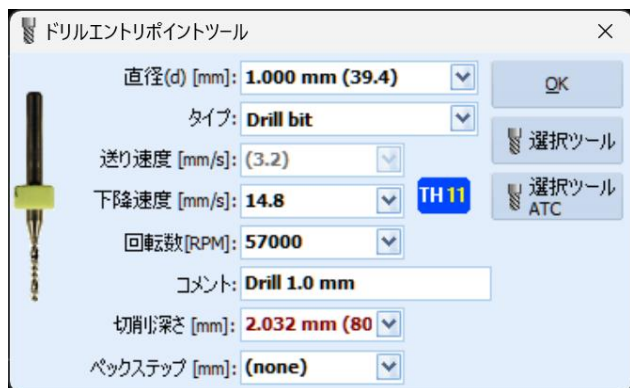 ドリルエントリポイントツール
直径(d) [mm]: 1.000 mm (39.4)
OK
タイプ: Drill bit
選択ツール
送り速度 [mm/s]: (3.2)
下降速度 [mm/s]: 14.8
TH 11
選択ツール
ATC
回転数[RPM]: 57000
コメント: Drill 1.0 mm
切削深さ [mm]: 2.032 mm (80
ペックステップ [mm]: (none)